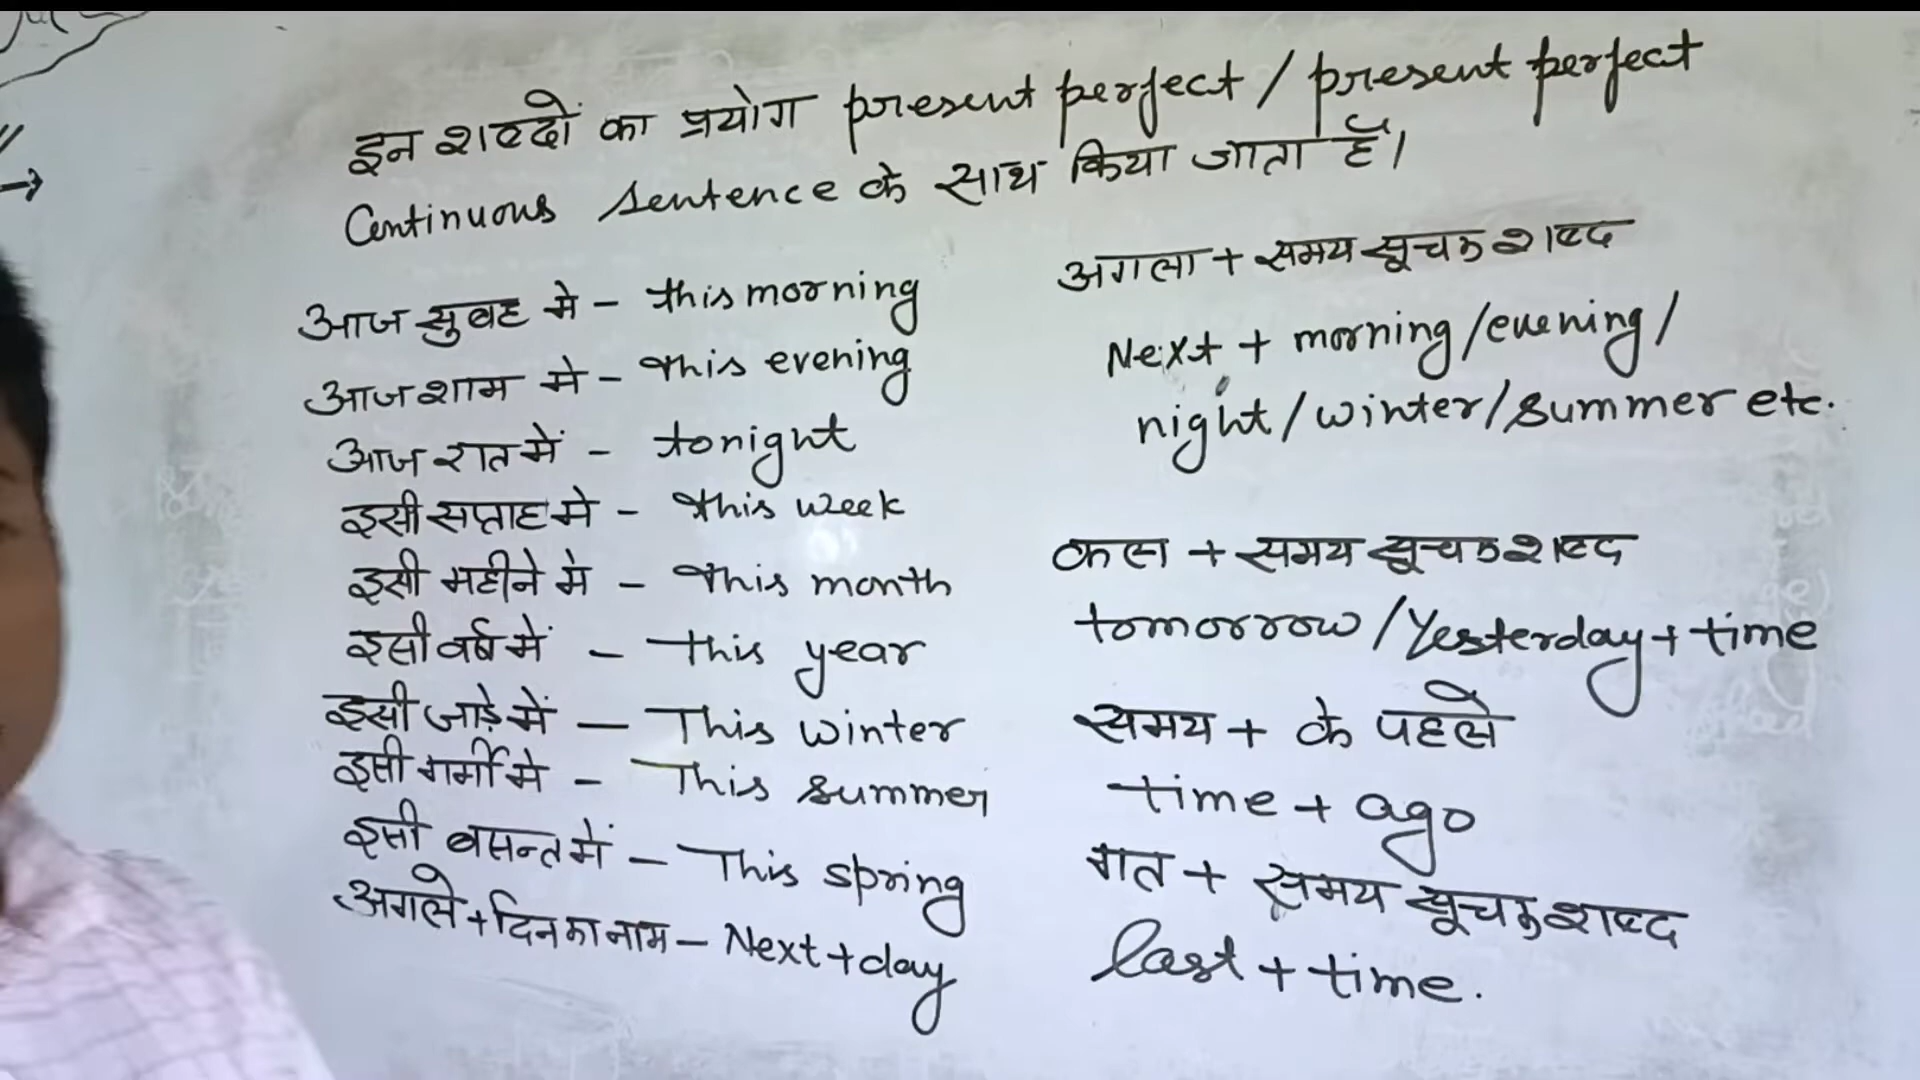 इन शब्दों का प्रयोग present perfect / present perfect
Continuous sentence के साथ किया जाता है।
आज सुबह मे - this morning
आज शाम मे - this evening
आज रात में - tonight
इसी सप्ताह मे - this week
इसी महीने मे - this month
इसी वर्ष में - this year
इसी जाड़े में - This winter
इसी गर्मी मे - This summer
इसी बसन्त में - This spring
अगले + दिन का नाम - Next + day
अगला + समय सूचक शब्द
Next + morning / evening /
night / winter / summer etc.
कल + समय सूचक शब्द
tomorrow / Yesterday + time
समय + के पहले
time + ago
गत + समय सूचक शब्द
last + time.